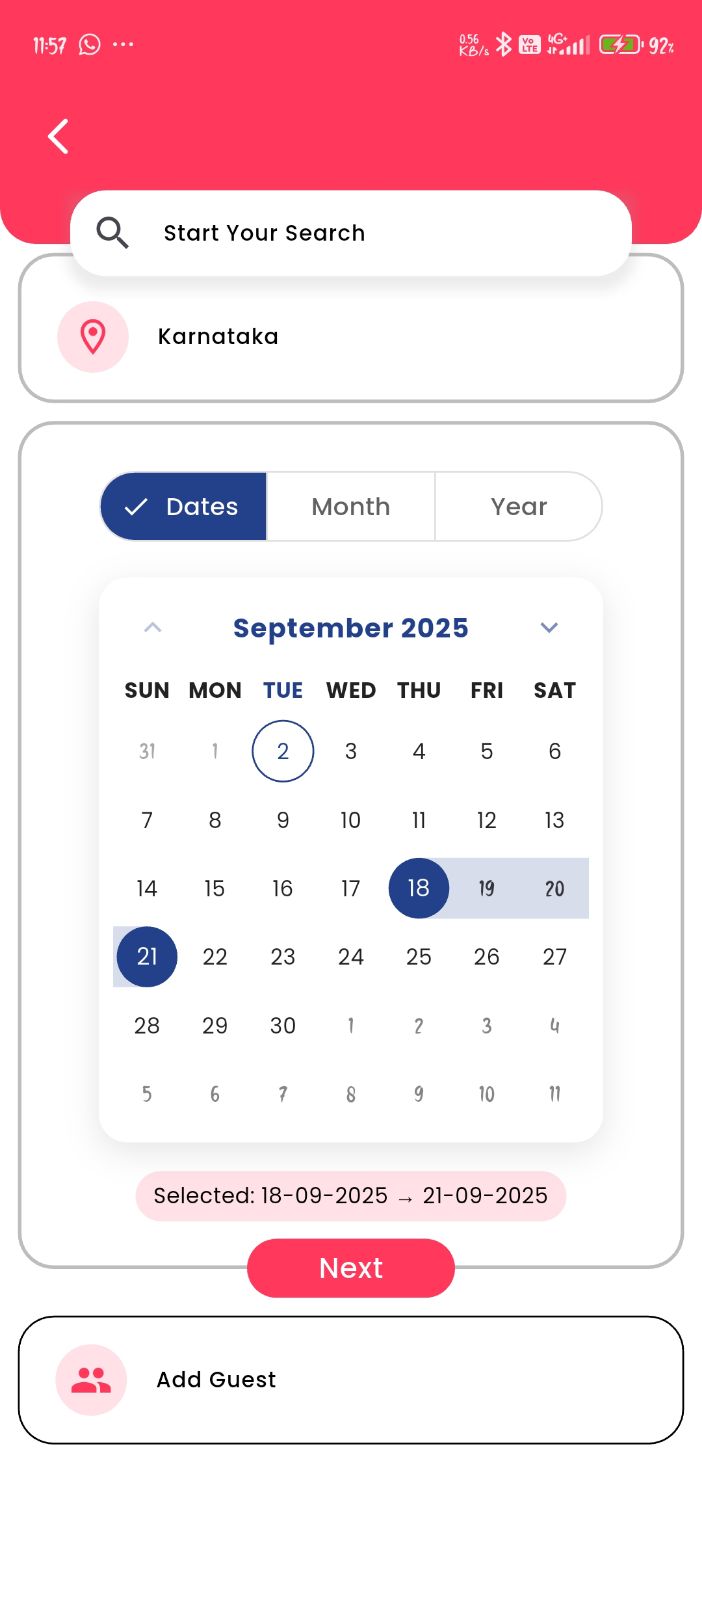 11:57 ... 0.56 KB/s Vo LTE 4G+ 92%
Start Your Search
Karnataka
Dates Month Year
September 2025
SUN MON TUE WED THU FRI SAT
31 1 2 3 4 5 6
7 8 9 10 11 12 13
14 15 16 17 18 19 20
21 22 23 24 25 26 27
28 29 30 1 2 3 4
5 6 7 8 9 10 11
Selected: 18-09-2025 → 21-09-2025
Next
Add Guest